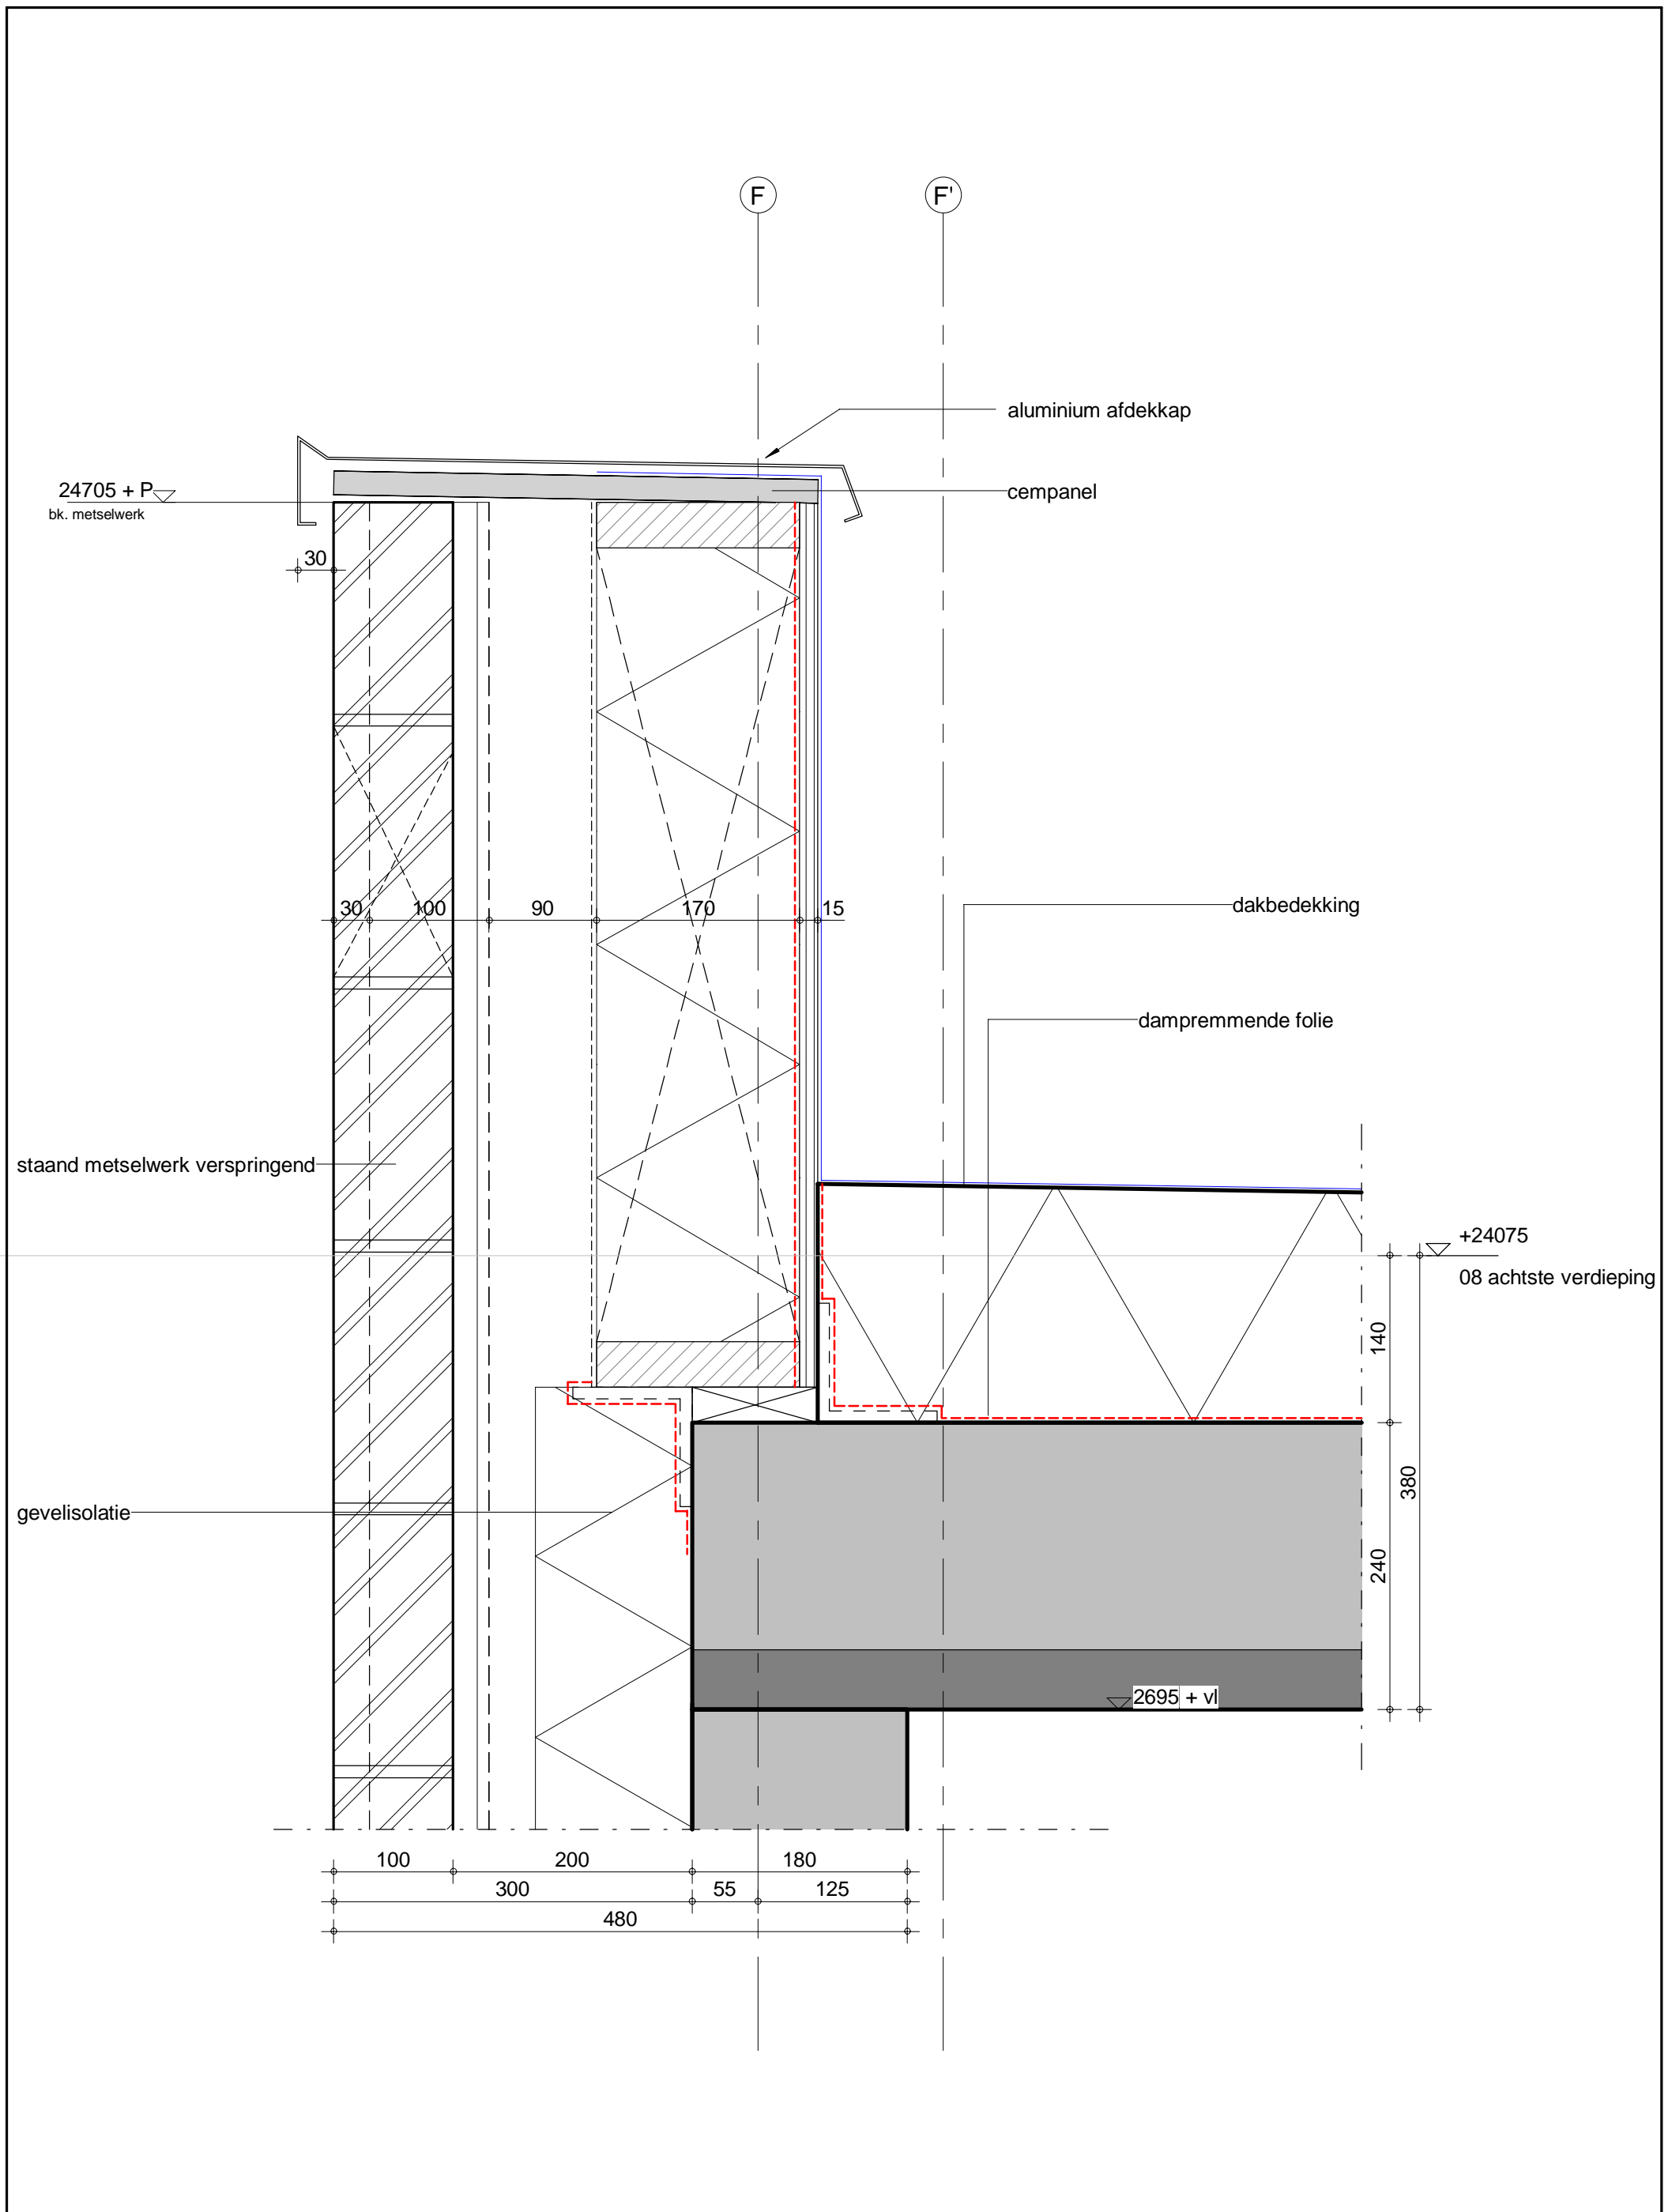 F
F'
aluminium afdekkap
24705 + P
bk. metselwerk
cempanel
30
30
100
90
170
15
dakbedekking
dampremmende folie
staand metselwerk verspringend
+24075
08 achtste verdieping
140
380
gevelisolatie
240
2695 + vl
100
200
180
300
55
125
480